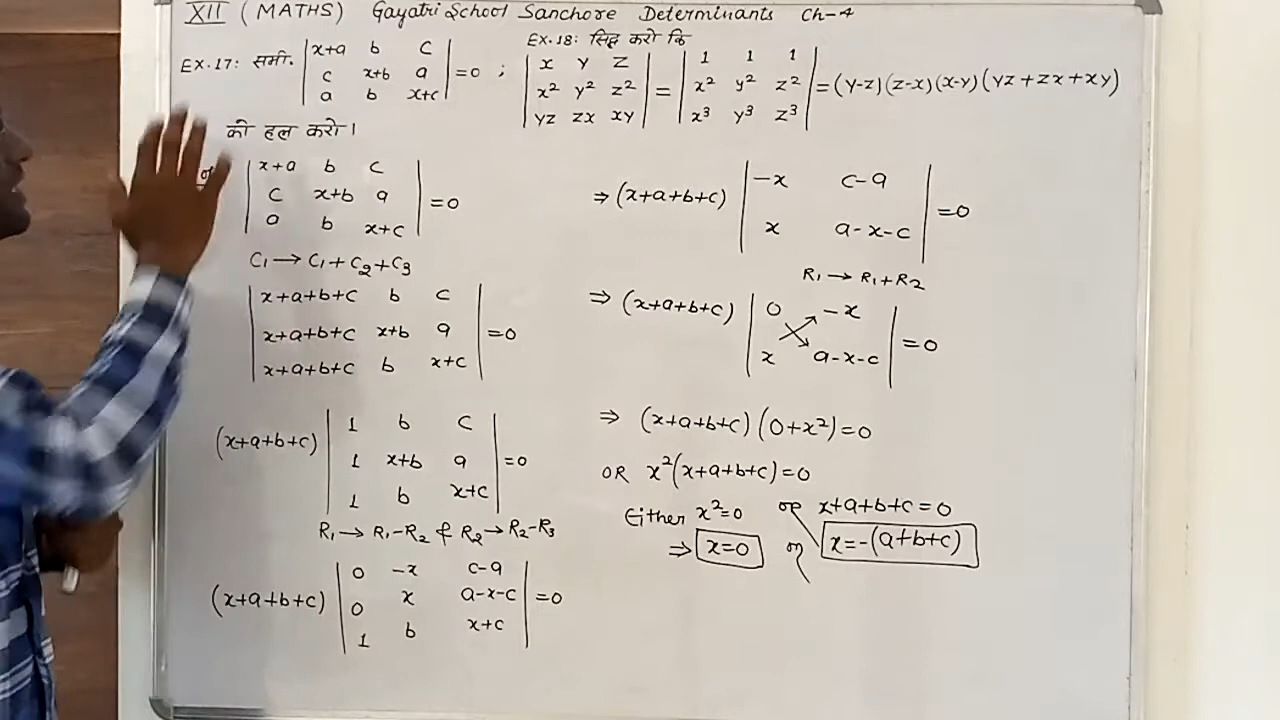 XII (MATHS) Gayatri School Sanchore Determinants Ch-4
EX.17: समी. | x+a b c | = 0 ;
| c x+b a |
| a b x+c |
को हल करो।
EX.18: सिद्ध करो कि
| x y z | = | 1 1 1 | = (y-z)(z-x)(x-y)(yz+zx+xy)
| x² y² z² | | x² y² z² |
| yz zx xy | | x³ y³ z³ |
| x+a b c |
| c x+b a | = 0
| a b x+c |
C₁ → C₁+C₂+C₃
| x+a+b+c b c |
| x+a+b+c x+b a | = 0
| x+a+b+c b x+c |
(x+a+b+c) | 1 b c |
| 1 x+b a | = 0
| 1 b x+c |
R₁ → R₁-R₂ & R₂ → R₂-R₃
(x+a+b+c) | 0 -x c-a |
| 0 x a-x-c | = 0
| 1 b x+c |
⇒ (x+a+b+c) | -x c-a | = 0
| x a-x-c |
R₁ → R₁+R₂
⇒ (x+a+b+c) | 0 -x | = 0
| x a-x-c |
⇒ (x+a+b+c)(0+x²)=0
OR x²(x+a+b+c)=0
Either x²=0 or x+a+b+c=0
⇒ x=0 or x=-(a+b+c)